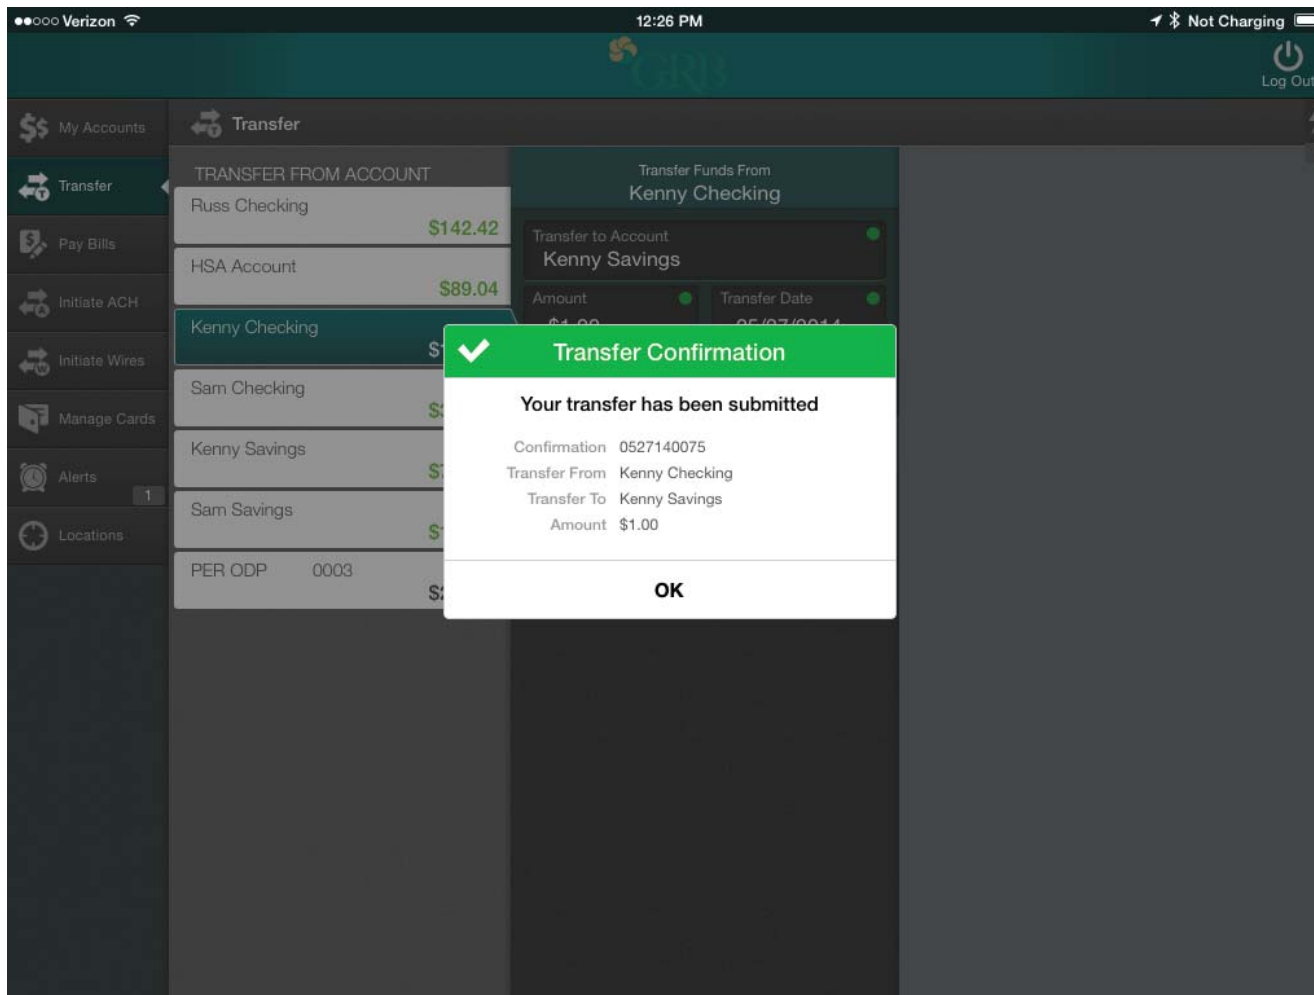 Verizon
12:26 PM
Not Charging
GRB
Log Out
$$ My Accounts
Transfer
Pay Bills
Initiate ACH
Initiate Wires
Manage Cards
Alerts
1
Locations
Transfer
TRANSFER FROM ACCOUNT
Russ Checking
$142.42
HSA Account
$89.04
Kenny Checking
Sam Checking
Kenny Savings
Sam Savings
PER ODP 0003
Transfer Funds From
Kenny Checking
Transfer to Account
Kenny Savings
Amount
$1.00
Transfer Date
Transfer Confirmation
Your transfer has been submitted
Confirmation 0527140075
Transfer From Kenny Checking
Transfer To Kenny Savings
Amount $1.00
OK